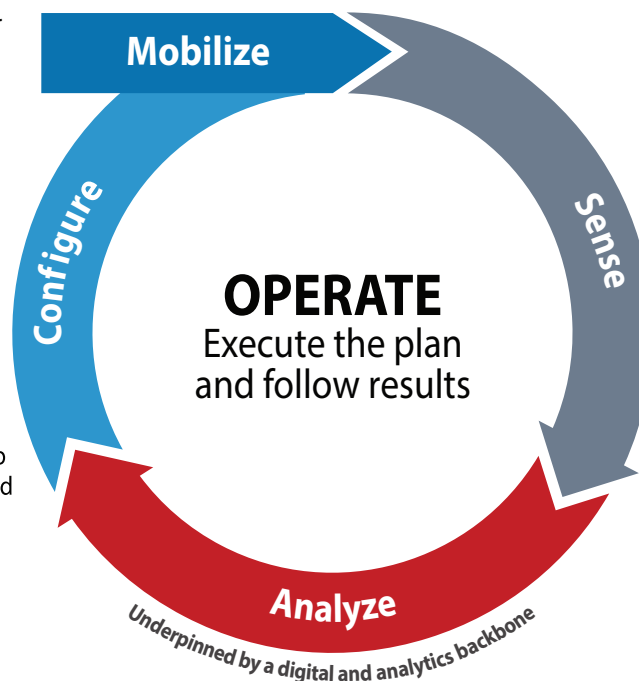 Mobilize
Sense
Configure
OPERATE
Execute the plan
and follow results
Analyze
Underpinned by a digital and analytics backbone